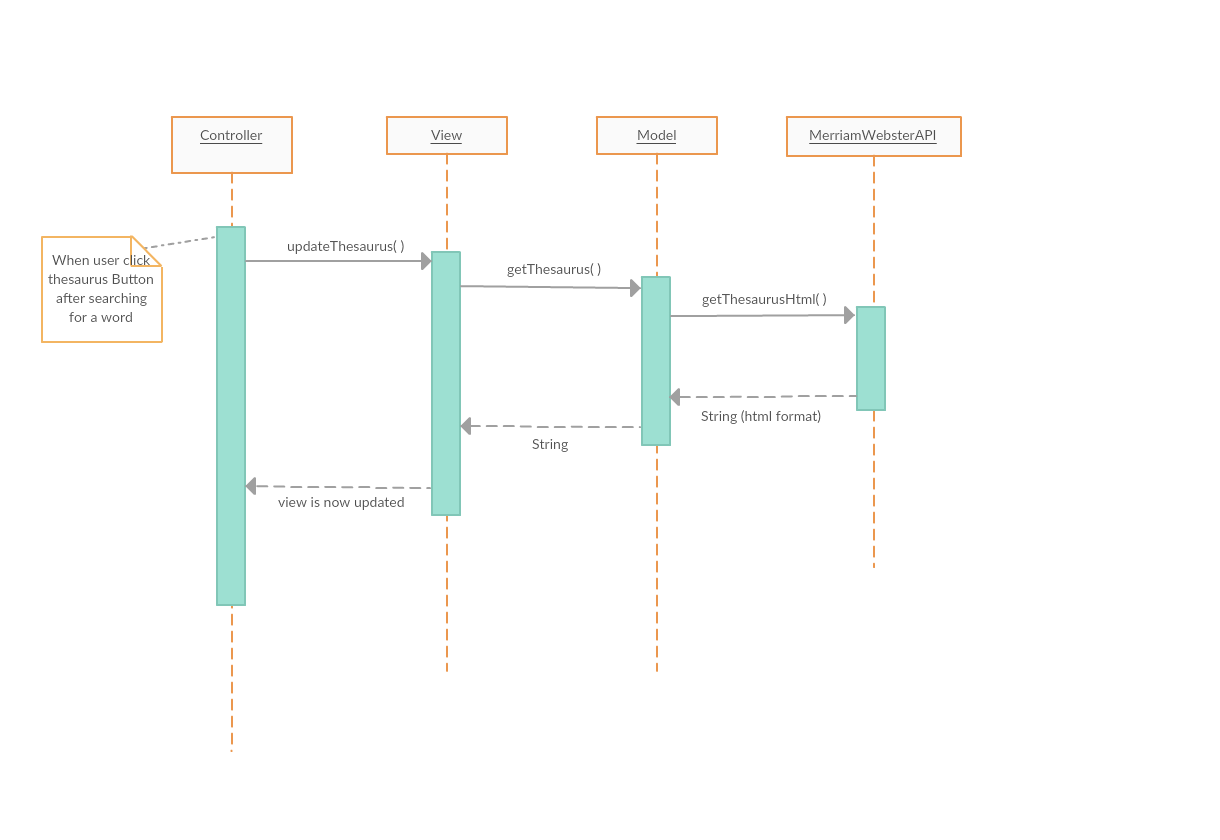 Controller
View
Model
MerriamWebsterAPI
When user click
thesaurus Button
after searching
for a word
updateThesaurus( )
getThesaurus( )
getThesaurusHtml( )
String (html format)
String
view is now updated